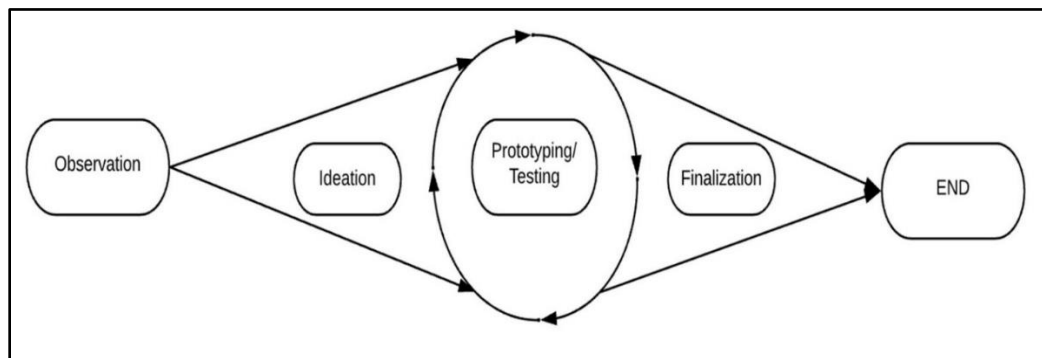 Observation
Ideation
Prototyping/
Testing
Finalization
END